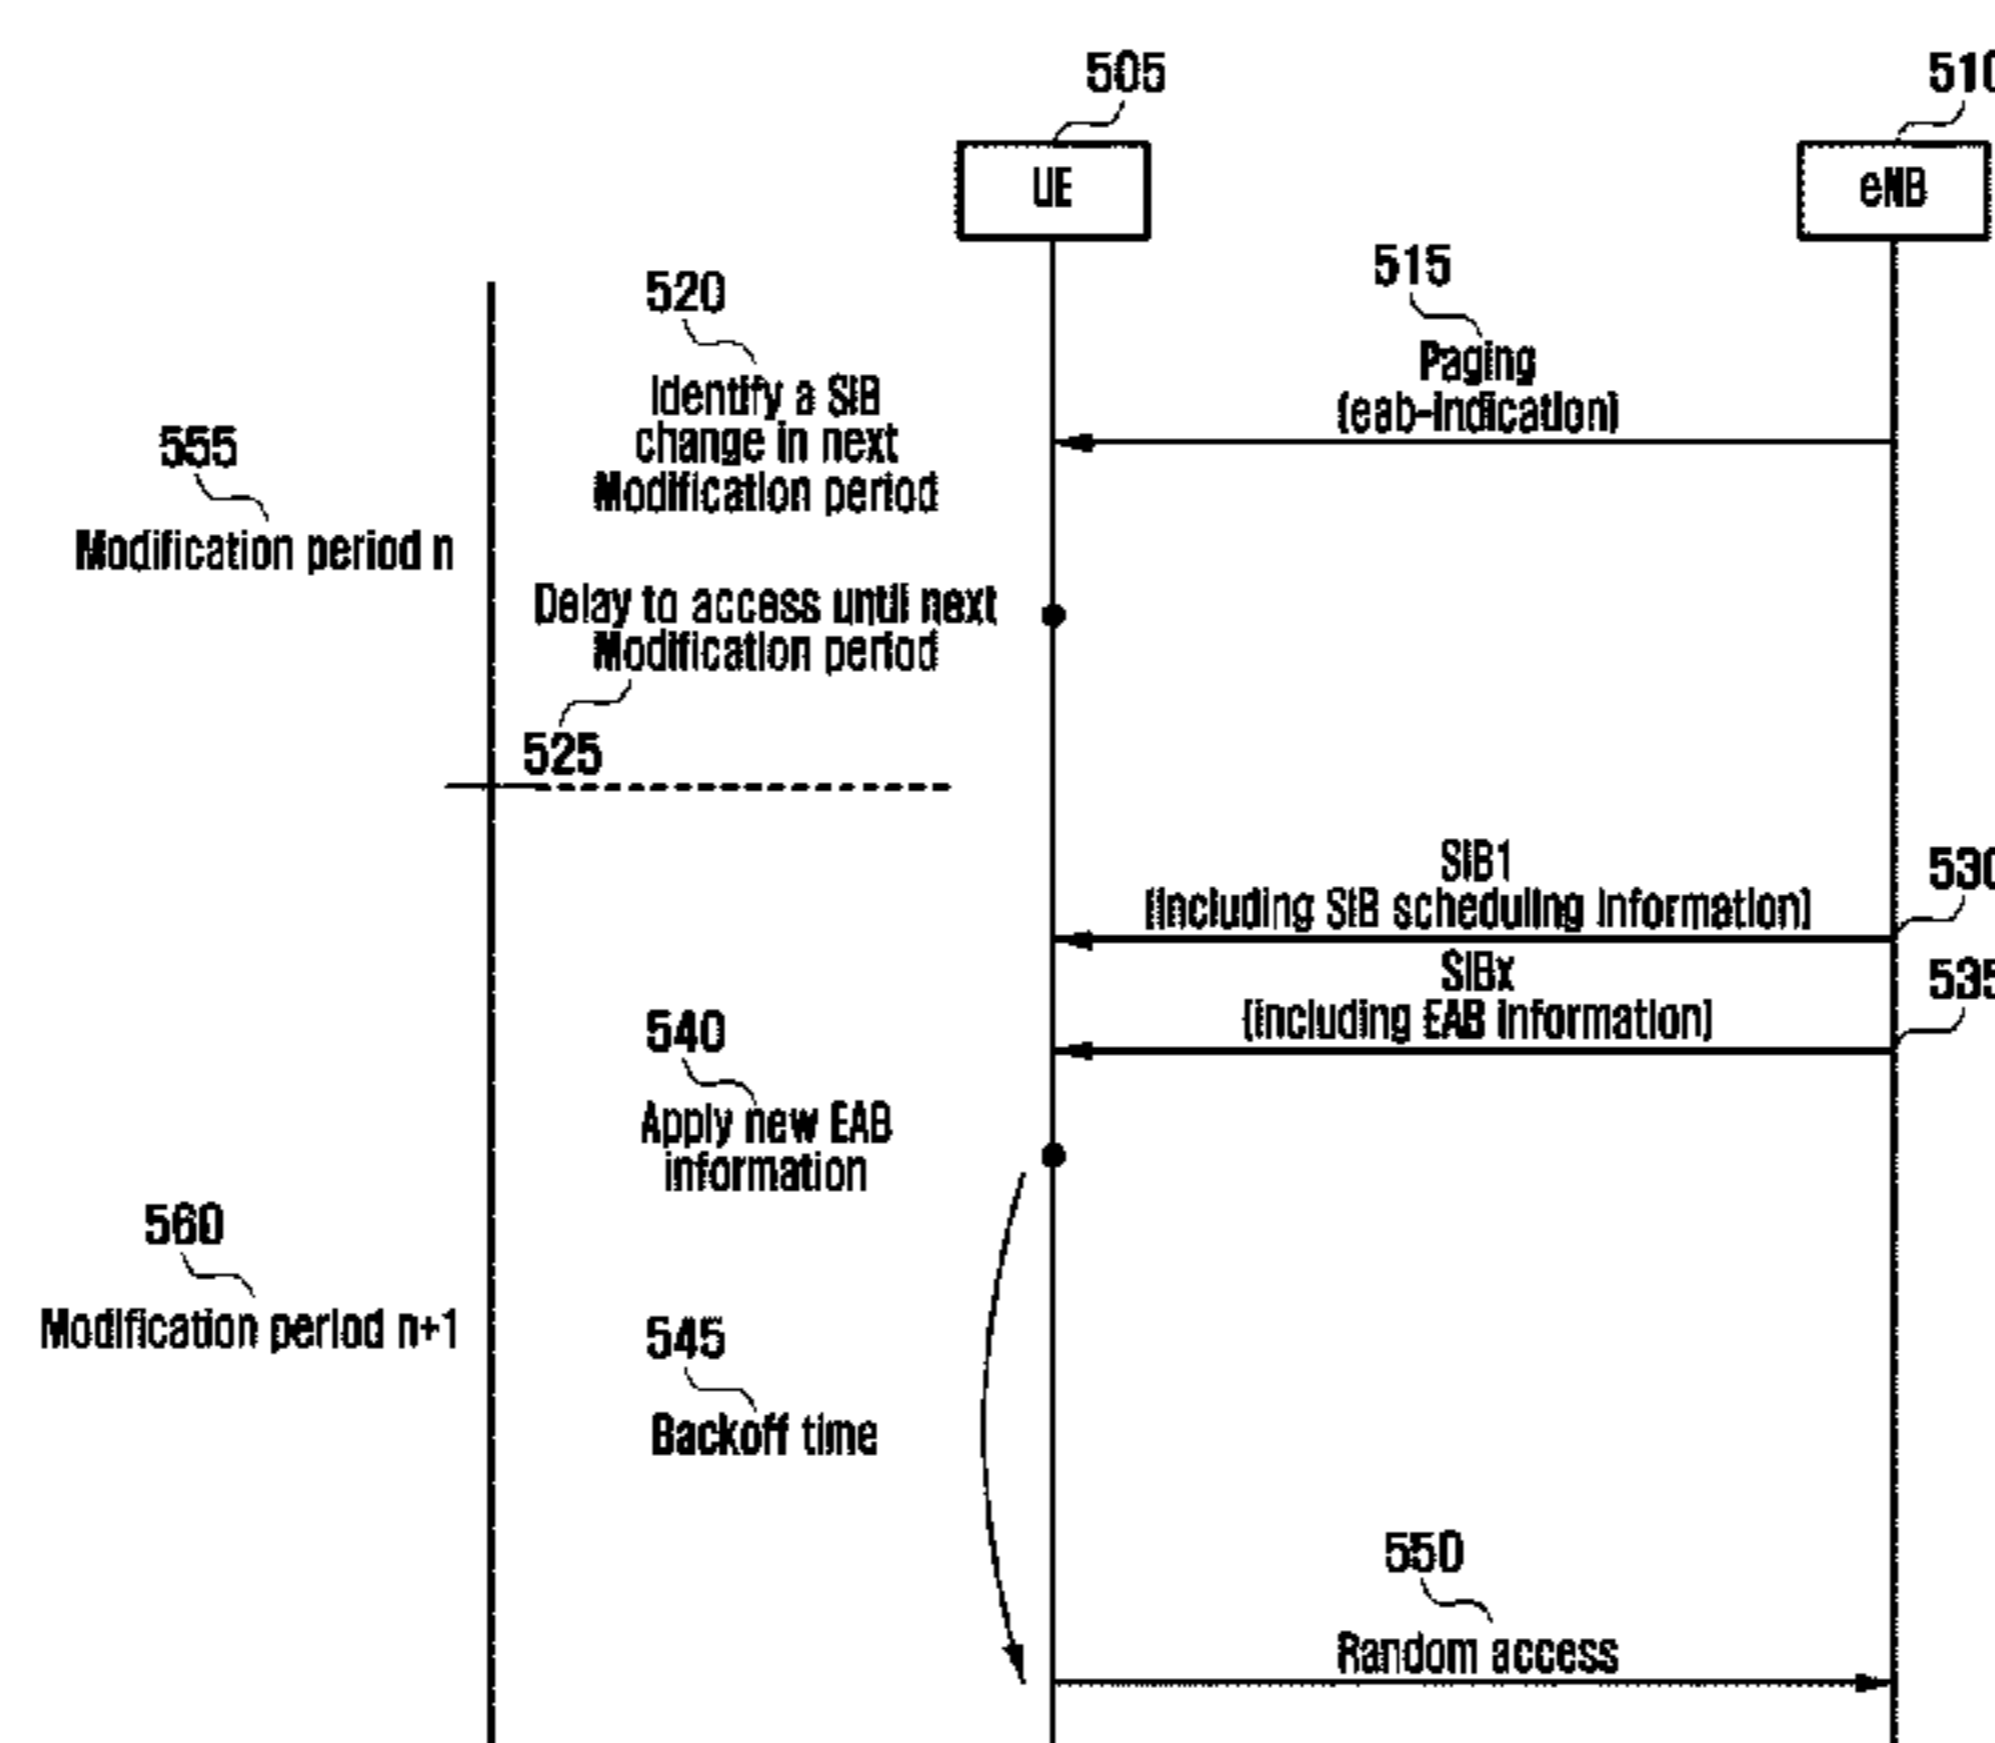 505
510
UE
eNB
515
520
Paging
(eab-indication)
Identify a SIB
change in next
Modification period
555
Modification period n
Delay to access until next
Modification period
525
SIB1
(including SIB scheduling information)
530
SIBx
(including EAB information)
535
540
Apply new EAB
information
560
Modification period n+1
545
Backoff time
550
Random access